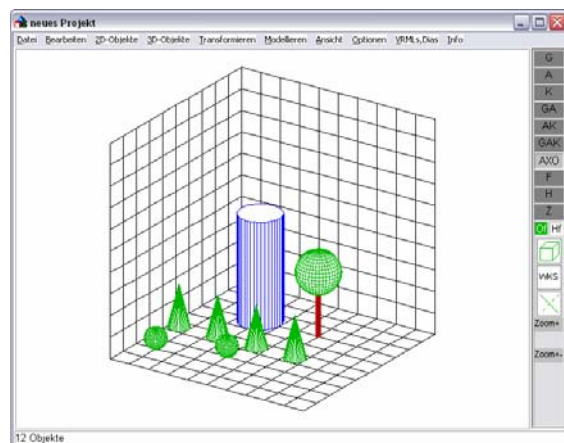 neues Projekt
Datei Bearbeiten 2D-Objekte 3D-Objekte Transformieren Modellieren Ansicht Optionen VRMLs,Dias Info
G
A
K
GA
AK
GAK
AXO
F
H
Z
Of Hf
WKS
Zoom+
Zoom+-
12 Objekte